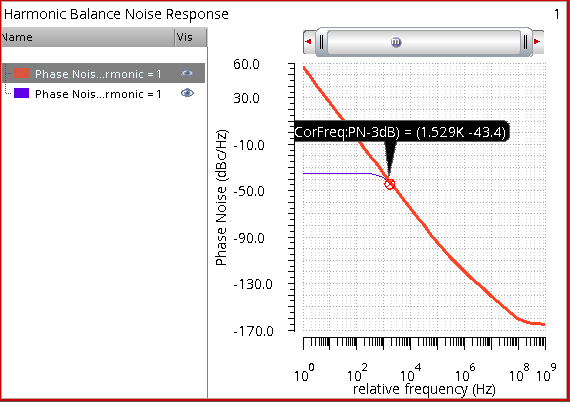 Harmonic Balance Noise Response 1
Name Vis
Phase Nois...rmonic = 1
Phase Nois...rmonic = 1
m
60.0
30.0
CorFreq:PN-3dB) = (1.529K -43.4)
-10.0
-50.0
-90.0
-130.0
-170.0
Phase Noise (dBc/Hz)
10^0 10^2 10^4 10^6 10^8 10^9
relative frequency (Hz)